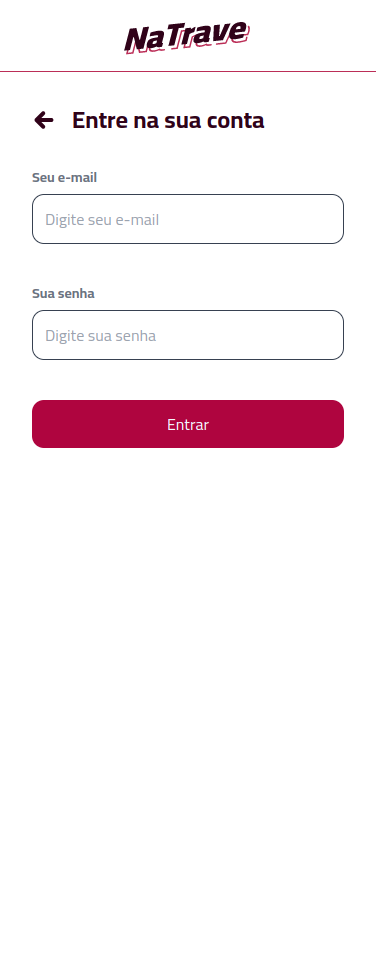 NaTrave
Entre na sua conta
Seu e-mail
Digite seu e-mail
Sua senha
Digite sua senha
Entrar